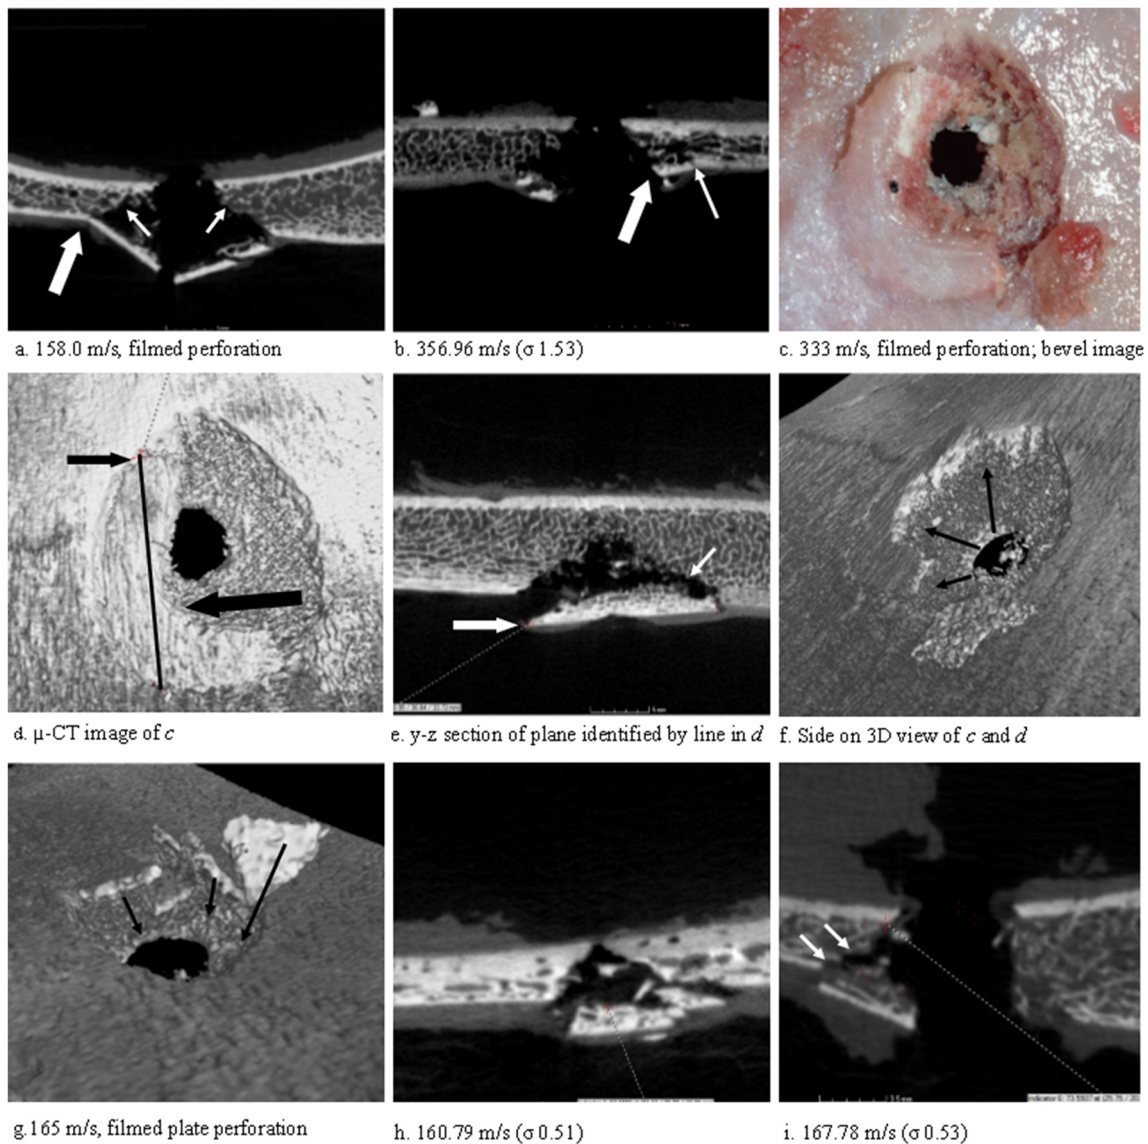 a. 158.0 m/s, filmed perforation
b. 356.96 m/s (σ 1.53)
c. 333 m/s, filmed perforation; bevel image
d. μ-CT image of c
e. y-z section of plane identified by line in d
f. Side on 3D view of c and d
g.165 m/s, filmed plate perforation
h. 160.79 m/s (σ 0.51)
i. 167.78 m/s (σ 0.53)